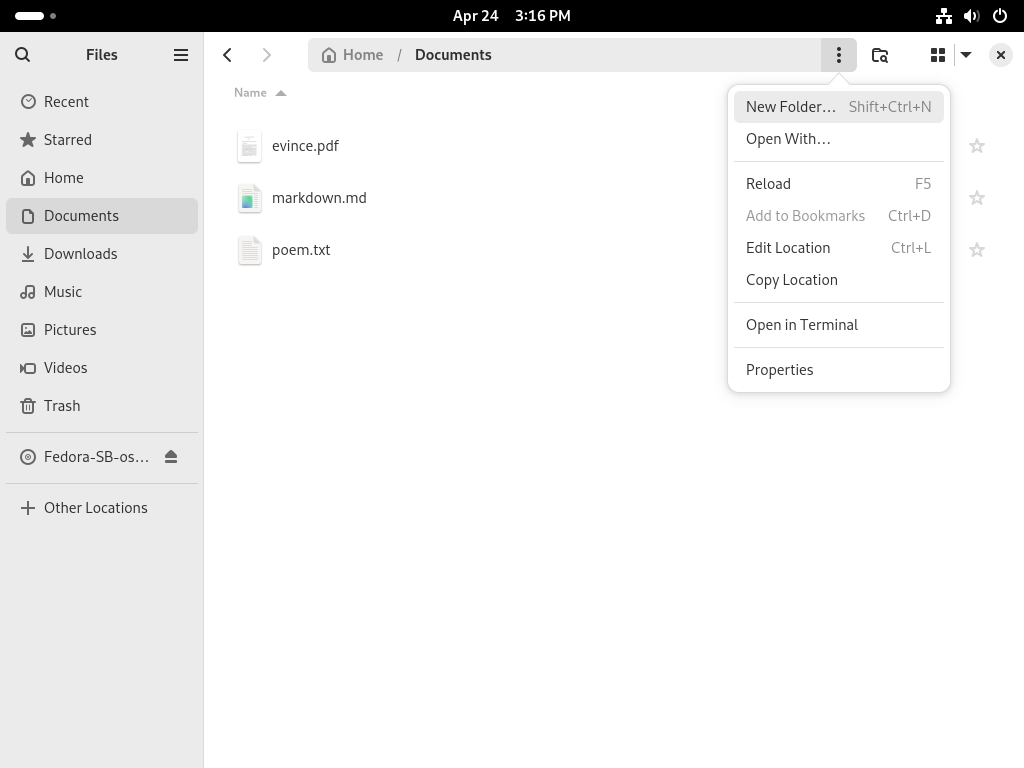 Apr 24 3:16 PM
Files
Home / Documents
Recent
Starred
Home
Documents
Downloads
Music
Pictures
Videos
Trash
Fedora-SB-os…
Other Locations
Name
evince.pdf
markdown.md
poem.txt
New Folder… Shift+Ctrl+N
Open With…
Reload F5
Add to Bookmarks Ctrl+D
Edit Location Ctrl+L
Copy Location
Open in Terminal
Properties